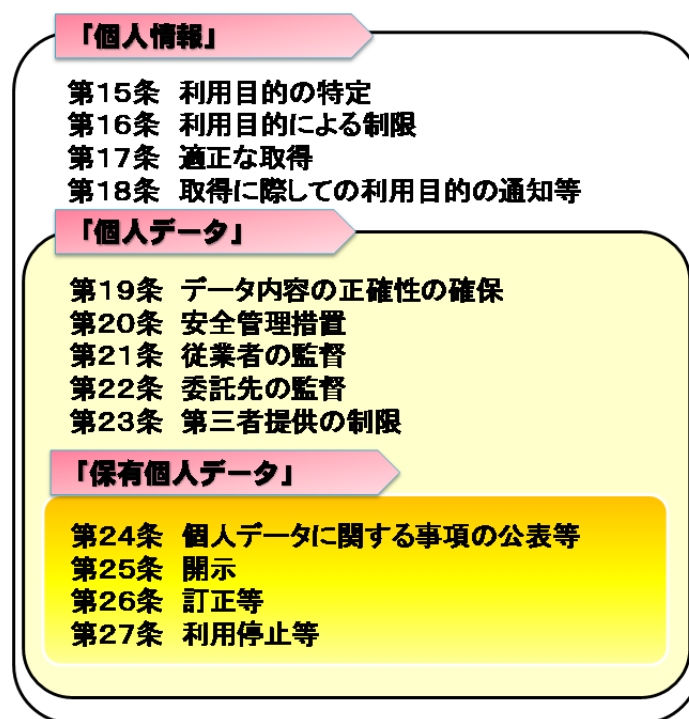 「個人情報」
第15条 利用目的の特定
第16条 利用目的による制限
第17条 適正な取得
第18条 取得に際しての利用目的の通知等
「個人データ」
第19条 データ内容の正確性の確保
第20条 安全管理措置
第21条 従業者の監督
第22条 委託先の監督
第23条 第三者提供の制限
「保有個人データ」
第24条 個人データに関する事項の公表等
第25条 開示
第26条 訂正等
第27条 利用停止等